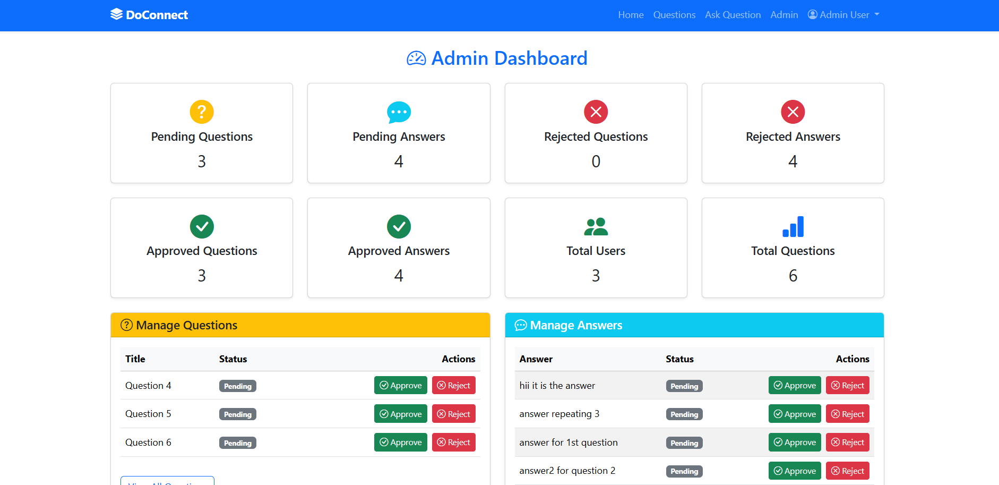 DoConnect
Home Questions Ask Question Admin Admin User
Admin Dashboard
Pending Questions
3
Pending Answers
4
Rejected Questions
0
Rejected Answers
4
Approved Questions
3
Approved Answers
4
Total Users
3
Total Questions
6
Manage Questions
Title Status Actions
Question 4 Pending Approve Reject
Question 5 Pending Approve Reject
Question 6 Pending Approve Reject
Manage Answers
Answer Status Actions
hii it is the answer Pending Approve Reject
answer repeating 3 Pending Approve Reject
answer for 1st question Pending Approve Reject
answer2 for question 2 Pending Approve Reject